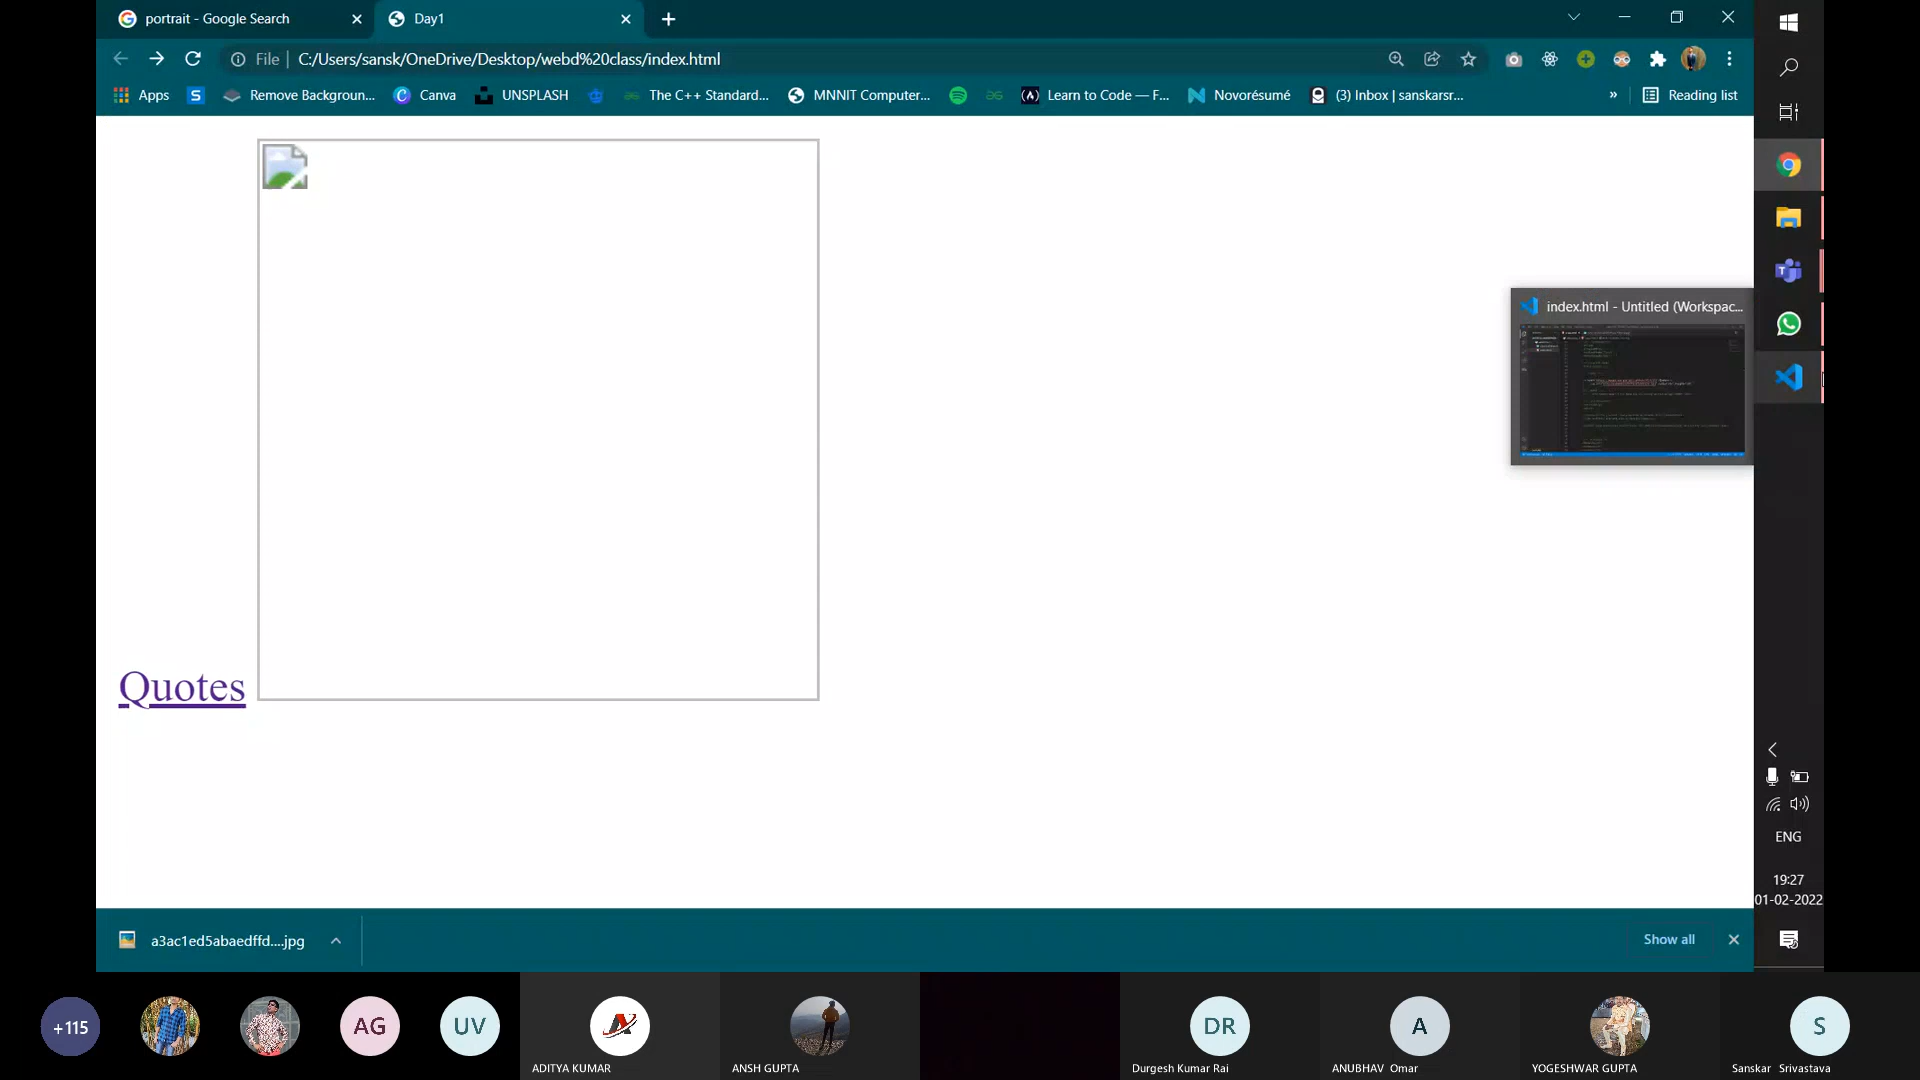 portrait - Google Search
Day1
File
C:/Users/sansk/OneDrive/Desktop/webd%20class/index.html
Apps
S
Remove Backgroun...
Canva
UNSPLASH
The C++ Standard...
MNNIT Computer...
Learn to Code — F...
Novorésumé
(3) Inbox | sanskarsr...
»
Reading list
index.html - Untitled (Workspac...
Quotes
ENG
19:27
01-02-2022
a3ac1ed5abaedffd....jpg
Show all
+115
AG
UV
ADITYA KUMAR
ANSH GUPTA
DR
Durgesh Kumar Rai
A
ANUBHAV Omar
YOGESHWAR GUPTA
S
Sanskar Srivastava